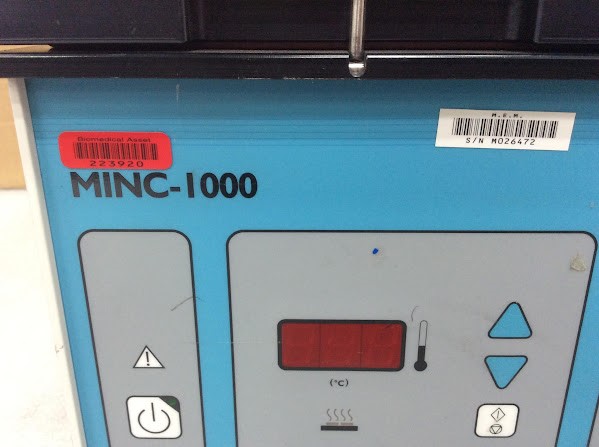 M.E.M.
S/N M026472
Biomedical Asset
223920
MINC-1000
(°C)